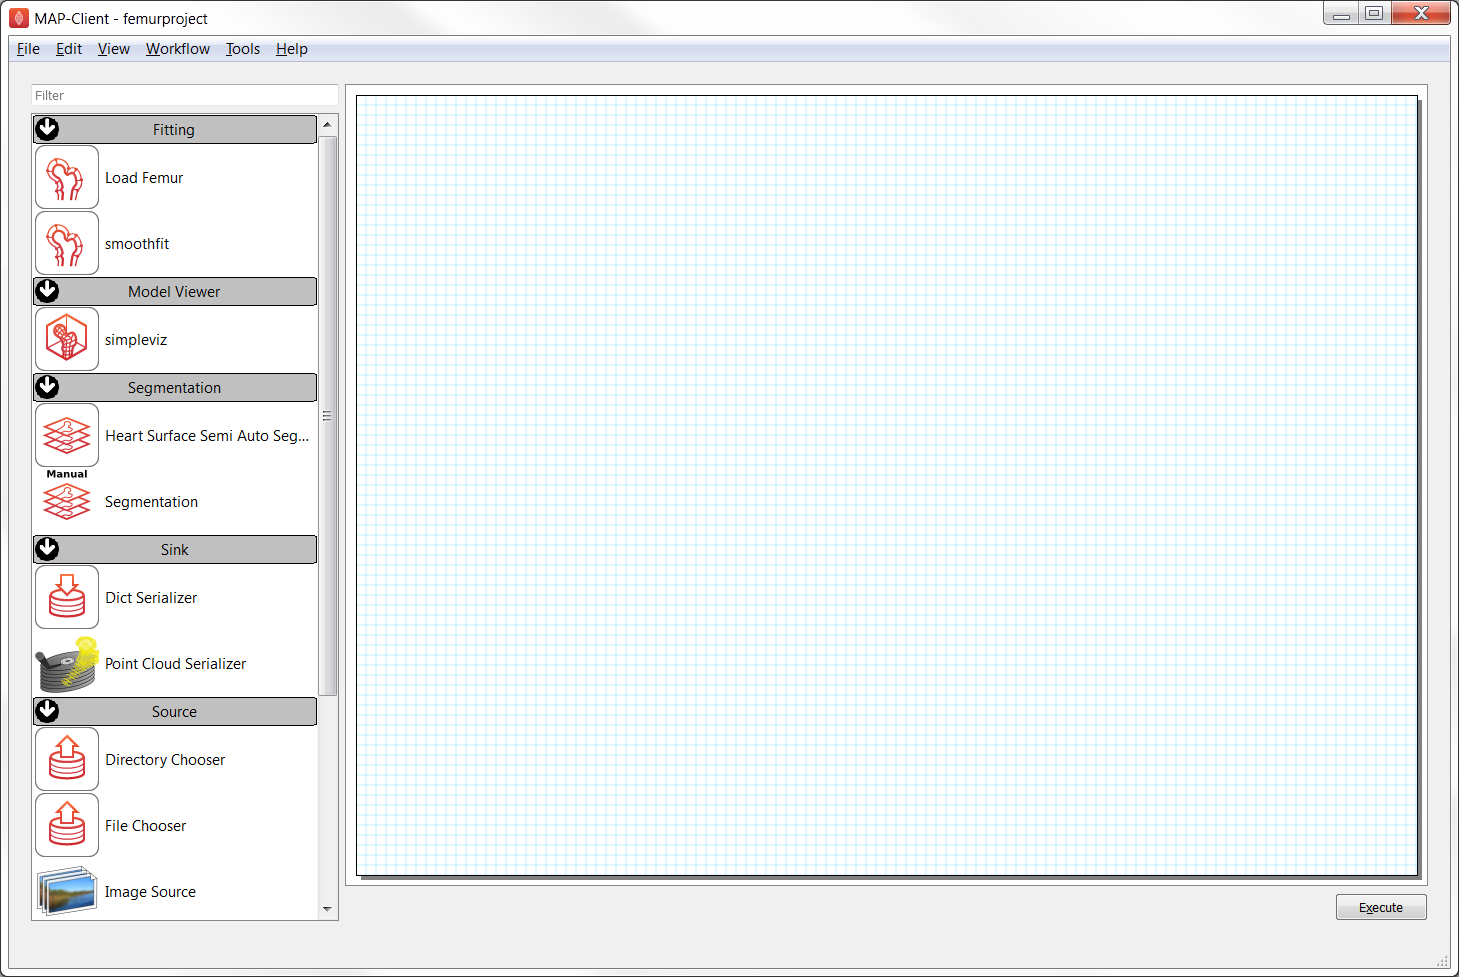 MAP-Client - femurproject
File Edit View Workflow Tools Help
Filter
Fitting
Load Femur
smoothfit
Model Viewer
simpleviz
Segmentation
Heart Surface Semi Auto Seg...
Manual
Segmentation
Sink
Dict Serializer
Point Cloud Serializer
Source
Directory Chooser
File Chooser
Image Source
Execute